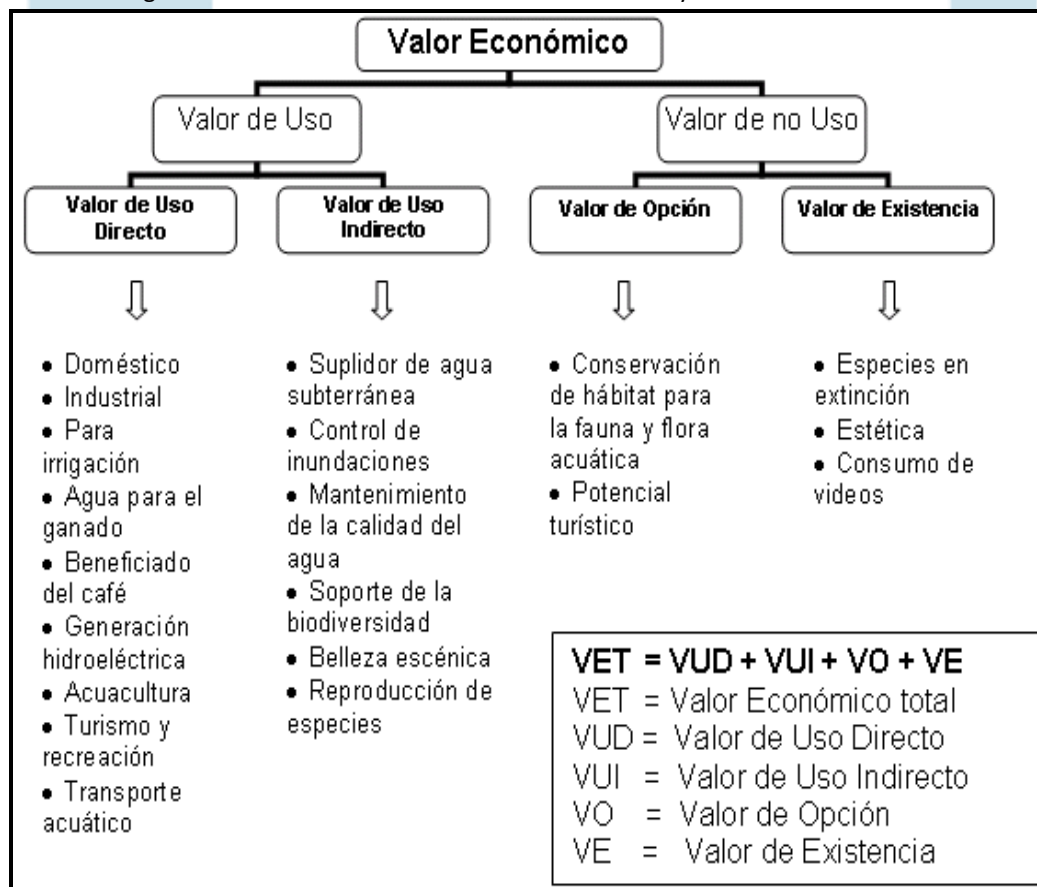 Valor Económico
Valor de Uso
Valor de no Uso
Valor de Uso
Directo
Valor de Uso
Indirecto
Valor de Opción
Valor de Existencia
• Doméstico
• Industrial
• Para
irrigación
• Agua para el
ganado
• Beneficiado
del café
• Generación
hidroeléctrica
• Acuacultura
• Turismo y
recreación
• Transporte
acuático
• Suplidor de agua
subterránea
• Control de
inundaciones
• Mantenimiento
de la calidad del
agua
• Soporte de la
biodiversidad
• Belleza escénica
• Reproducción de
especies
• Conservación
de hábitat para
la fauna y flora
acuática
• Potencial
turístico
• Especies en
extinción
• Estética
• Consumo de
videos
VET = VUD + VUI + VO + VE
VET = Valor Económico total
VUD = Valor de Uso Directo
VUI = Valor de Uso Indirecto
VO = Valor de Opción
VE = Valor de Existencia